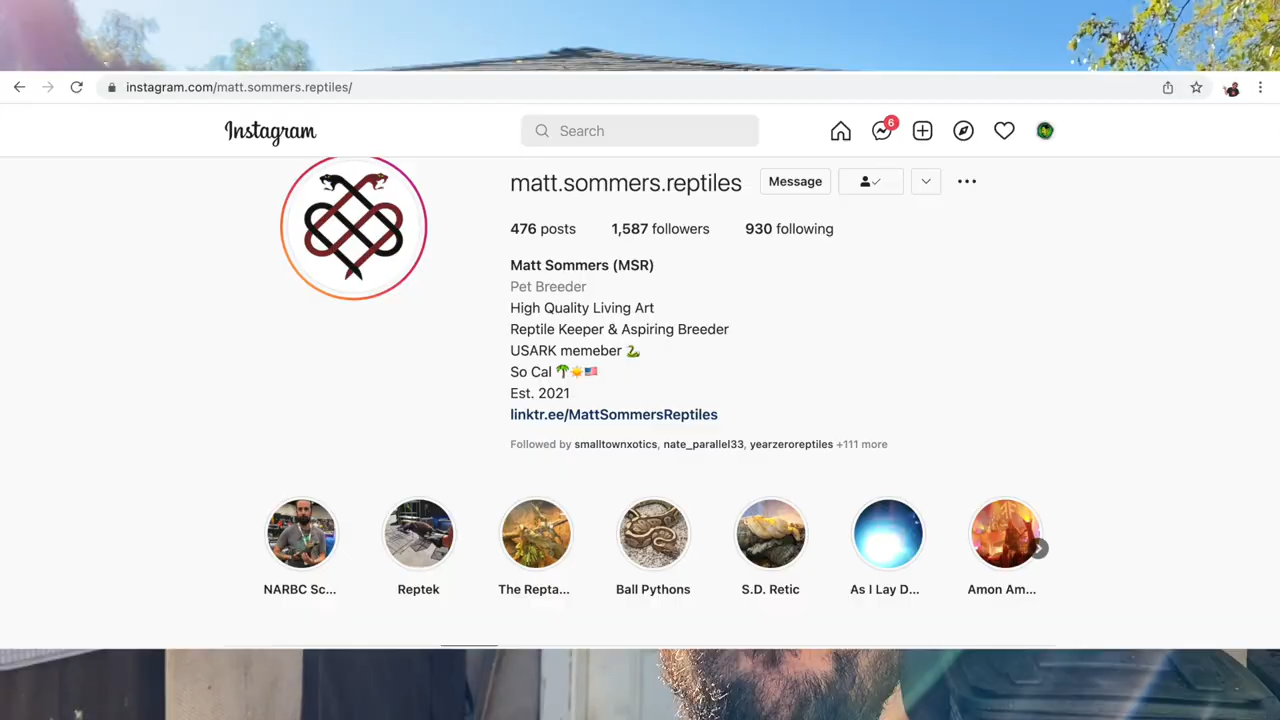 instagram.com/matt.sommers.reptiles/
Instagram
Search
6
matt.sommers.reptiles
Message
476 posts 1,587 followers 930 following
Matt Sommers (MSR)
Pet Breeder
High Quality Living Art
Reptile Keeper & Aspiring Breeder
USARK memeber 🐍
So Cal 🌴☀️🇺🇸
Est. 2021
linktr.ee/MattSommersReptiles
Followed by smalltownxotics, nate_parallel33, yearzeroreptiles +111 more
NARBC Sc... Reptek The Repta... Ball Pythons S.D. Retic As I Lay D... Amon Am...